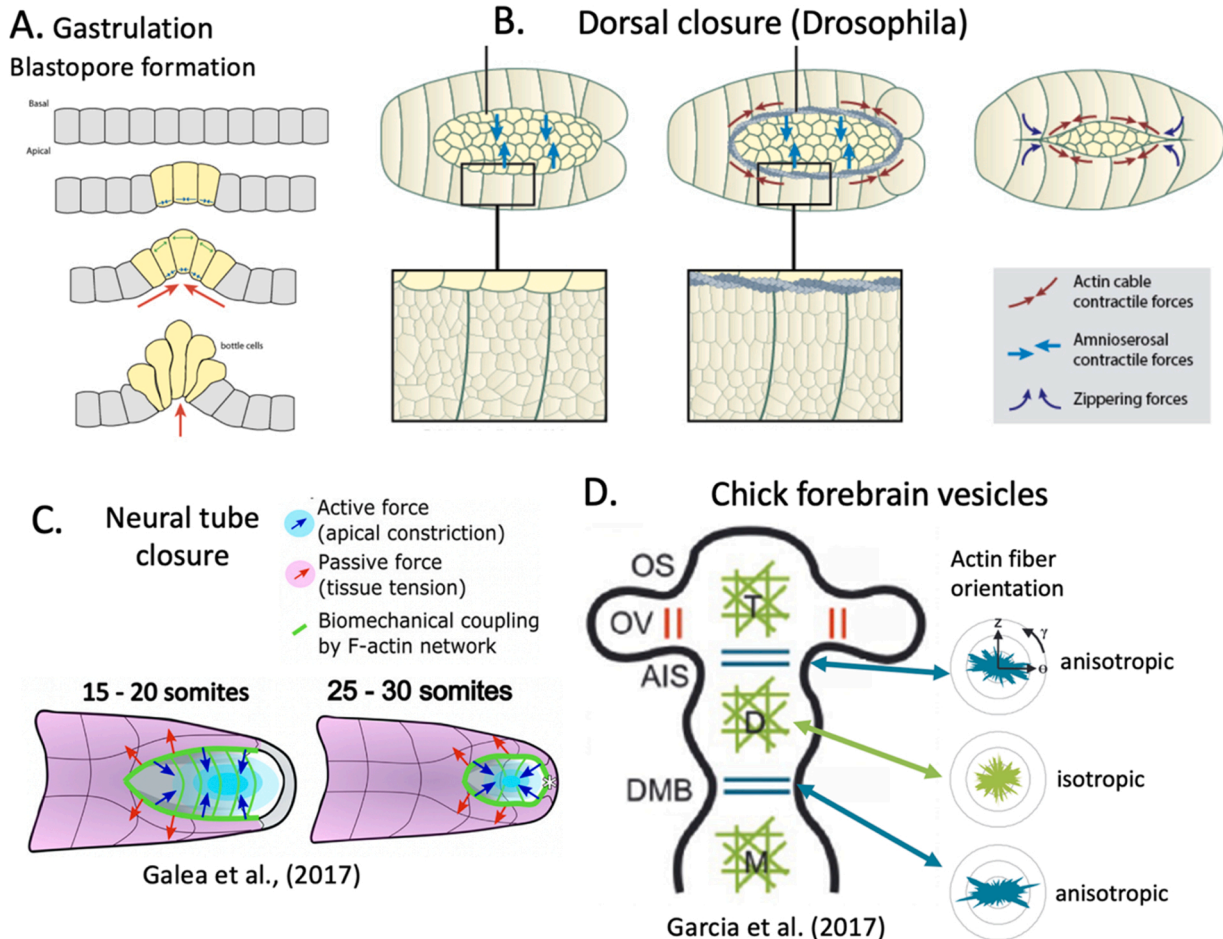 A. Gastrulation
Blastopore formation
Basal
Apical
bottle cells
B. Dorsal closure (Drosophila)
Actin cable
contractile forces
Amnioserosal
contractile forces
Zippering forces
C. Neural tube
closure
Active force
(apical constriction)
Passive force
(tissue tension)
Biomechanical coupling
by F-actin network
15 - 20 somites
25 - 30 somites
*
Galea et al., (2017)
D. Chick forebrain vesicles
OS
OV
AIS
DMB
T
D
M
Actin fiber
orientation
Z
γ
Θ
anisotropic
isotropic
anisotropic
Garcia et al. (2017)